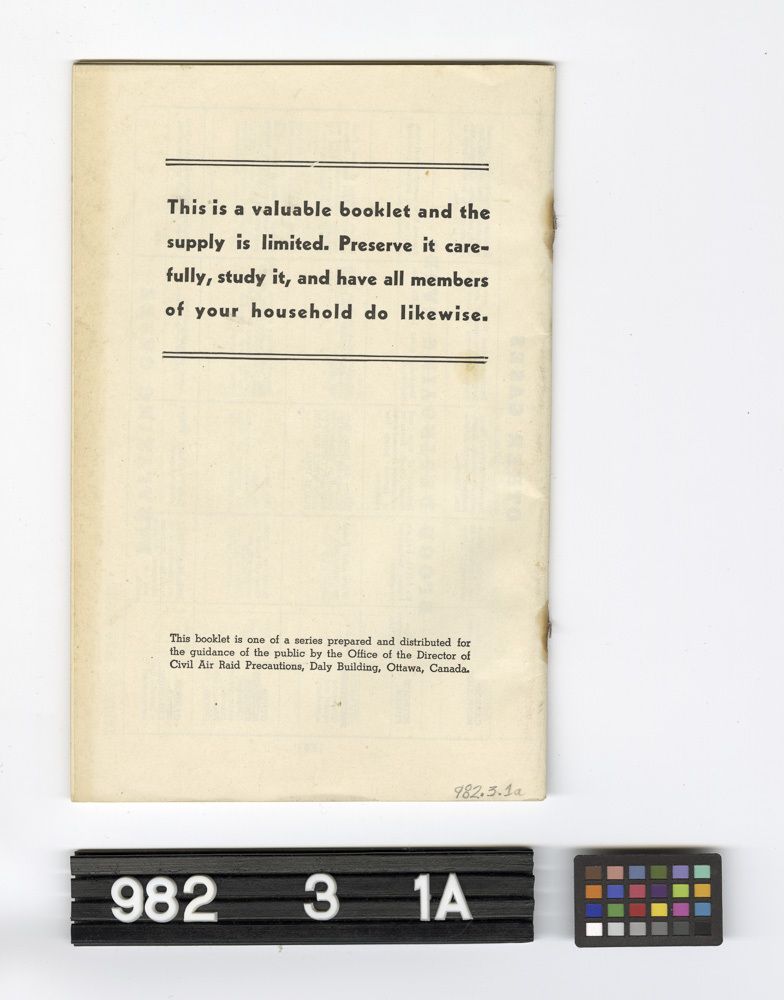 This is a valuable booklet and the
supply is limited. Preserve it care-
fully, study it, and have all members
of your household do likewise.
This booklet is one of a series prepared and distributed for
the guidance of the public by the Office of the Director of
Civil Air Raid Precautions, Daly Building, Ottawa, Canada.
982.3.1a
982 3 1A